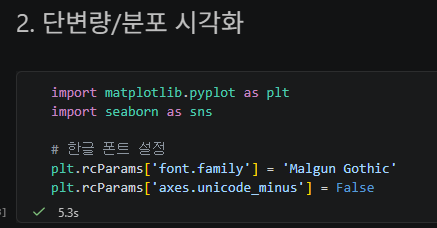 2. 단변량/분포 시각화
import matplotlib.pyplot as plt
import seaborn as sns
# 한글 폰트 설정
plt.rcParams['font.family'] = 'Malgun Gothic'
plt.rcParams['axes.unicode_minus'] = False
]
5.3s